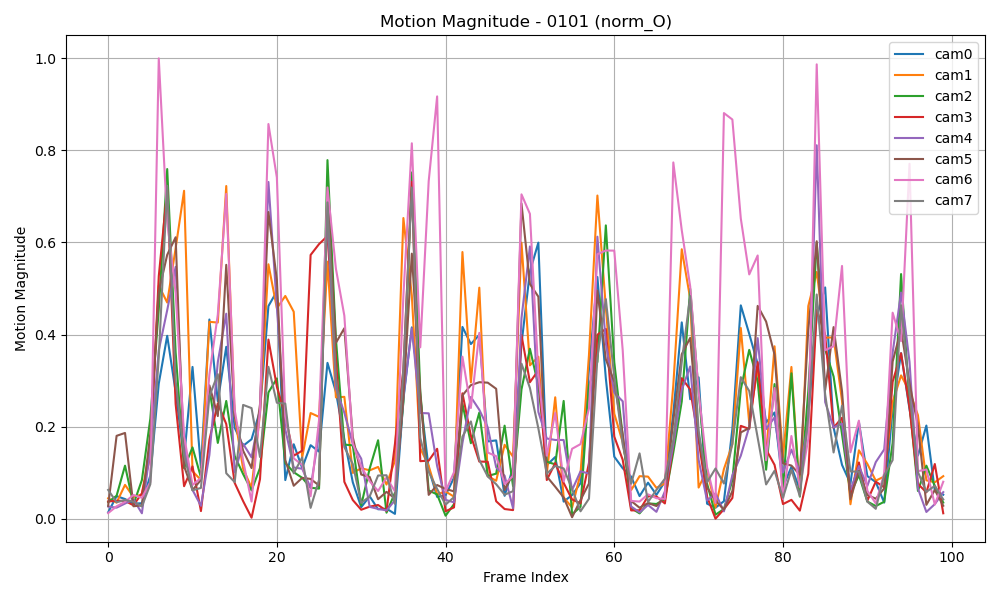 Motion Magnitude - 0101 (norm_O)
Motion Magnitude
1.0
0.8
0.6
0.4
0.2
0.0
0
20
40
60
80
100
Frame Index
cam0
cam1
cam2
cam3
cam4
cam5
cam6
cam7